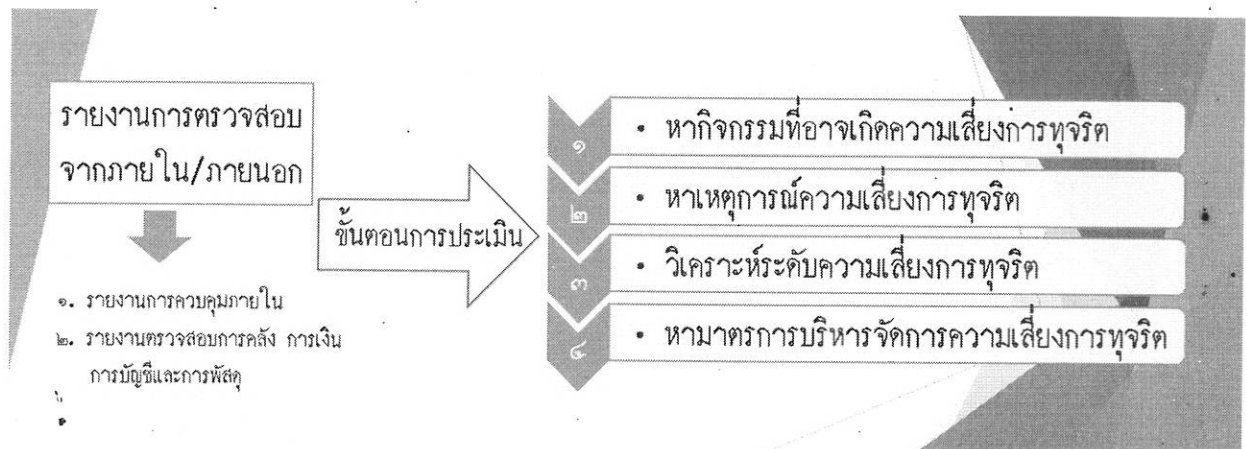 รายงานการตรวจสอบ
จากภายใน/ภายนอก
๑. รายงานการควบคุมภายใน
๒. รายงานตรวจสอบการคลัง การเงิน
การบัญชีและการพัสดุ
ขั้นตอนการประเมิน
๑ • หากิจกรรมที่อาจเกิดความเสี่ยงการทุจริต
๒ • หาเหตุการณ์ความเสี่ยงการทุจริต
๓ • วิเคราะห์ระดับความเสี่ยงการทุจริต
๔ • หามาตรการบริหารจัดการความเสี่ยงการทุจริต